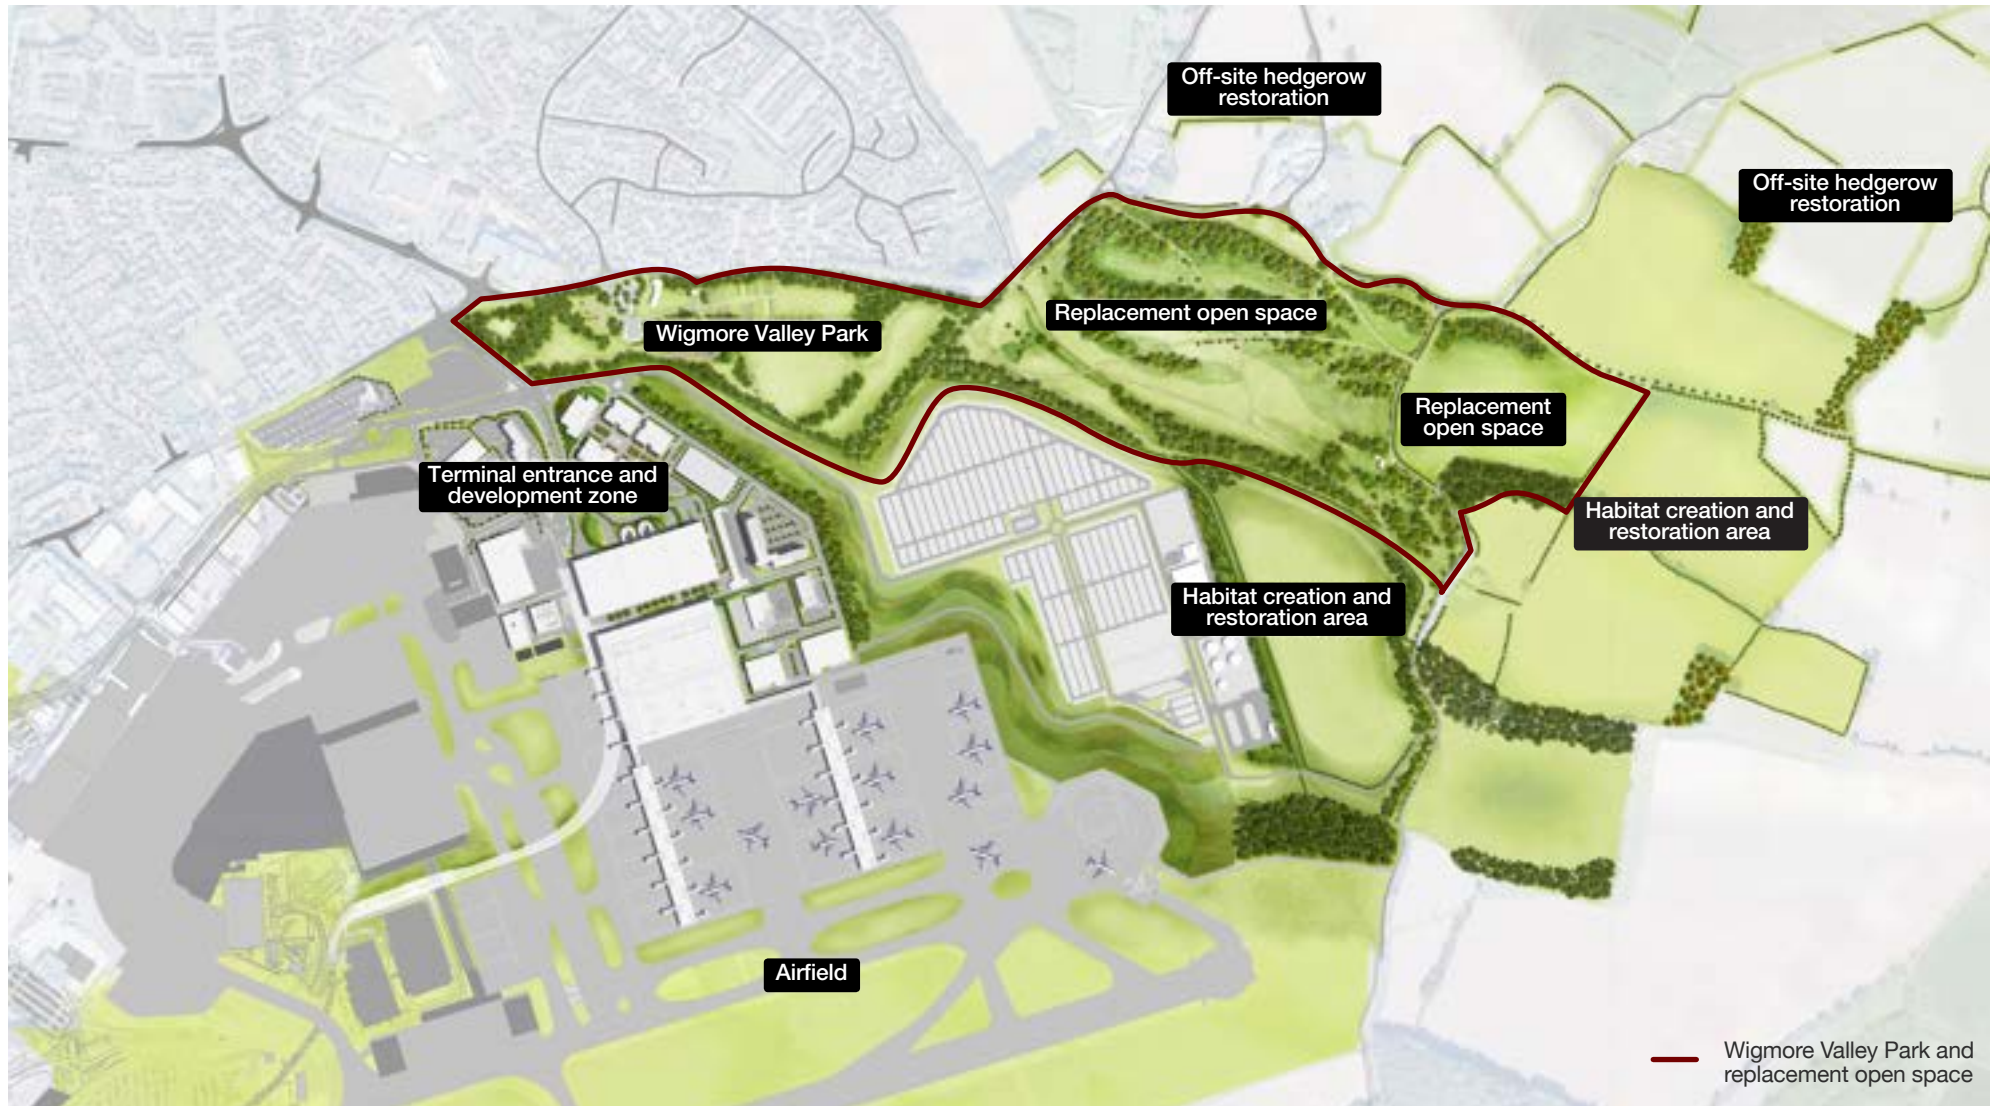 Off-site hedgerow
restoration
Off-site hedgerow
restoration
Replacement open space
Wigmore Valley Park
Replacement
open space
Terminal entrance and
development zone
Habitat creation and
restoration area
Habitat creation and
restoration area
Airfield
Wigmore Valley Park and
replacement open space